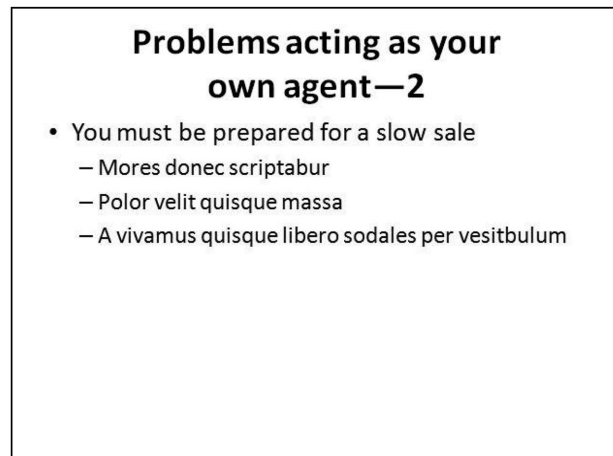 Problems acting as your
own agent—2
• You must be prepared for a slow sale
– Mores donec scriptabur
– Polor velit quisque massa
– A vivamus quisque libero sodales per vesitbulum